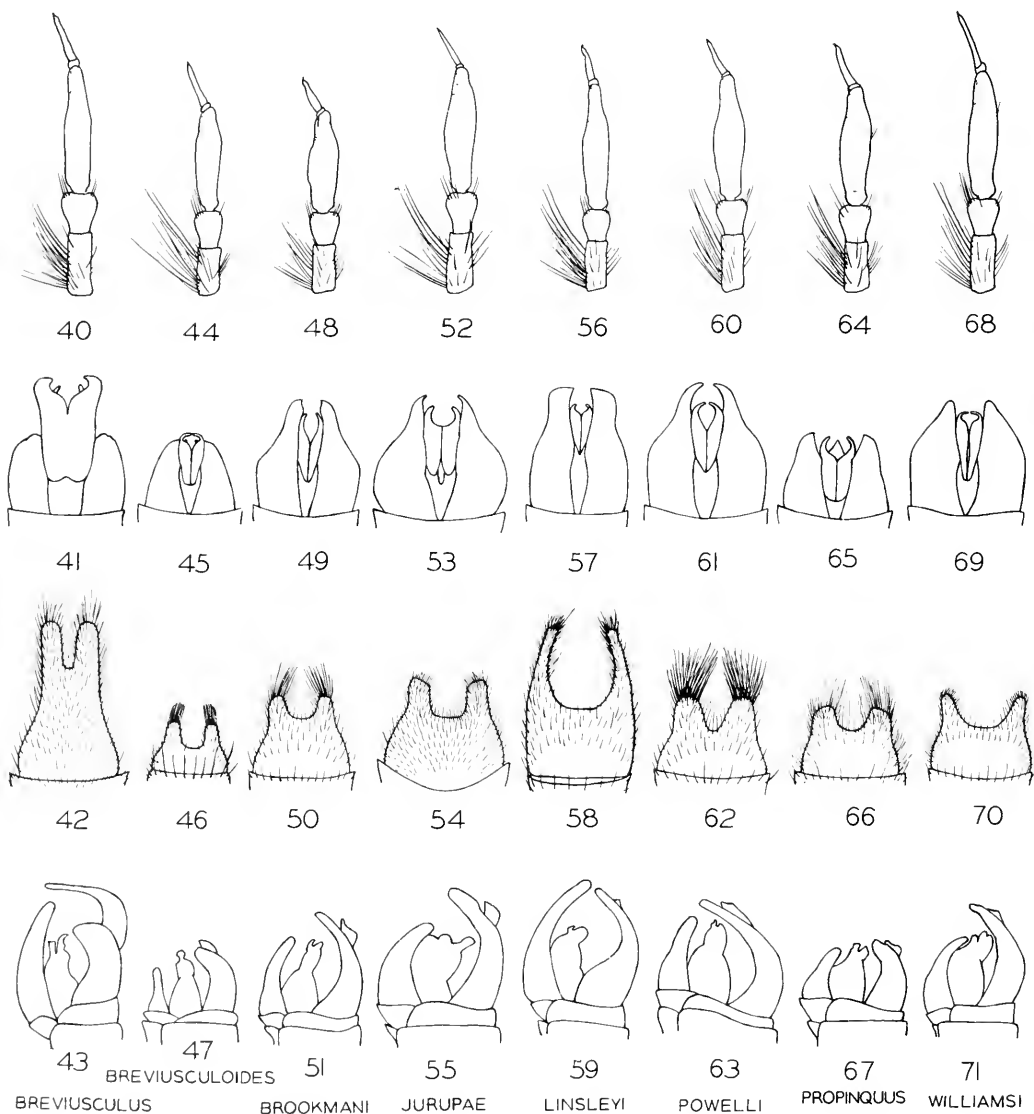 40 44 48 52 56 60 64 68
41 45 49 53 57 61 65 69
42 46 50 54 58 62 66 70
43 47 51 55 59 63 67 71
BREVIUSCULUS BREVIUSCULOIDES BROOKMANI JURUPAE LINSLEYI POWELLI PROPINQUUS WILLIAMSI